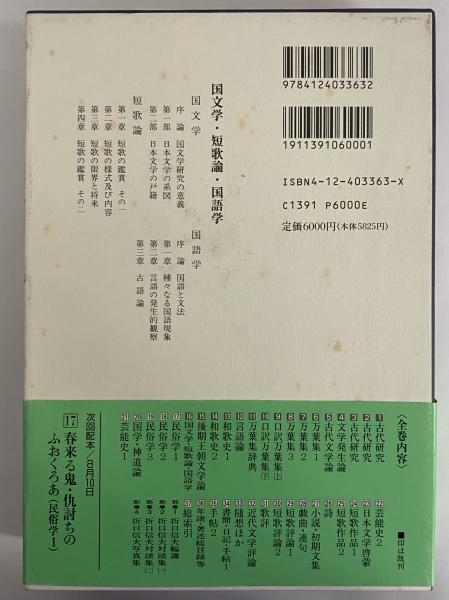 9784124033632
1911391060001
ISBN4-12-403363-X
C1391 P6000E
定価6000円(本体5825円)
国文学・短歌論・国語学
国文学
序論 国文学研究の意義
第一部 日本文学の系図
第二部 日本文学の戸籍
短歌論
第一章 短歌の鑑賞 その一
第二章 短歌の様式及び内容
第三章 短歌の限界と将来
第四章 短歌の鑑賞 その二
国語学
序論 国語と文法
第一章 種々なる国語現象
第二章 言語の発生的観察
第三章 古語論
〈全巻内容〉
■印は既刊
1 古代研究
2 古代研究
3 古代研究
4 文学発生論
5 古代文学論
6 万葉集1
7 万葉集2
8 万葉集3
9 口訳万葉集(上)
10 口訳万葉集(下)
11 万葉集辞典
12 言語論
13 和歌史1
14 和歌史2
15 後期王朝文学論
16 国文学・短歌論・国語学
17 民俗学1
18 民俗学2
19 民俗学3
20 国学・神道論
21 芸能史1
22 芸能史2
23 日本文学啓蒙
24 短歌作品1
25 短歌作品2
26 詩
27 小説・初期文集
28 戯曲・連句
29 短歌評論1
30 短歌評論2
31 歌評
32 近代文学評論
33 随想ほか
34 書簡・日記・手帖1
35 手帖2
36 年譜・著述総目録等
37 総索引
別巻1 折口信夫輪講
別巻2 折口信夫対談集(一)
別巻3 折口信夫対談集(二)
別巻4 折口信夫写真集
次回配本/8月10日
17 春来る鬼・仇討ちの
ふおくろあ(民俗学1)